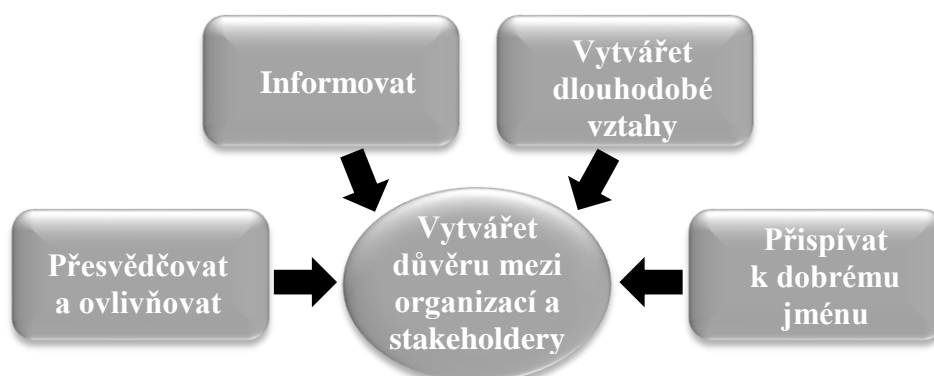 Informovat
Vytvářet
dlouhodobé
vztahy
Přesvědčovat
a ovlivňovat
Vytvářet
důvěru mezi
organizací a
stakeholdery
Přispívat
k dobrému
jménu